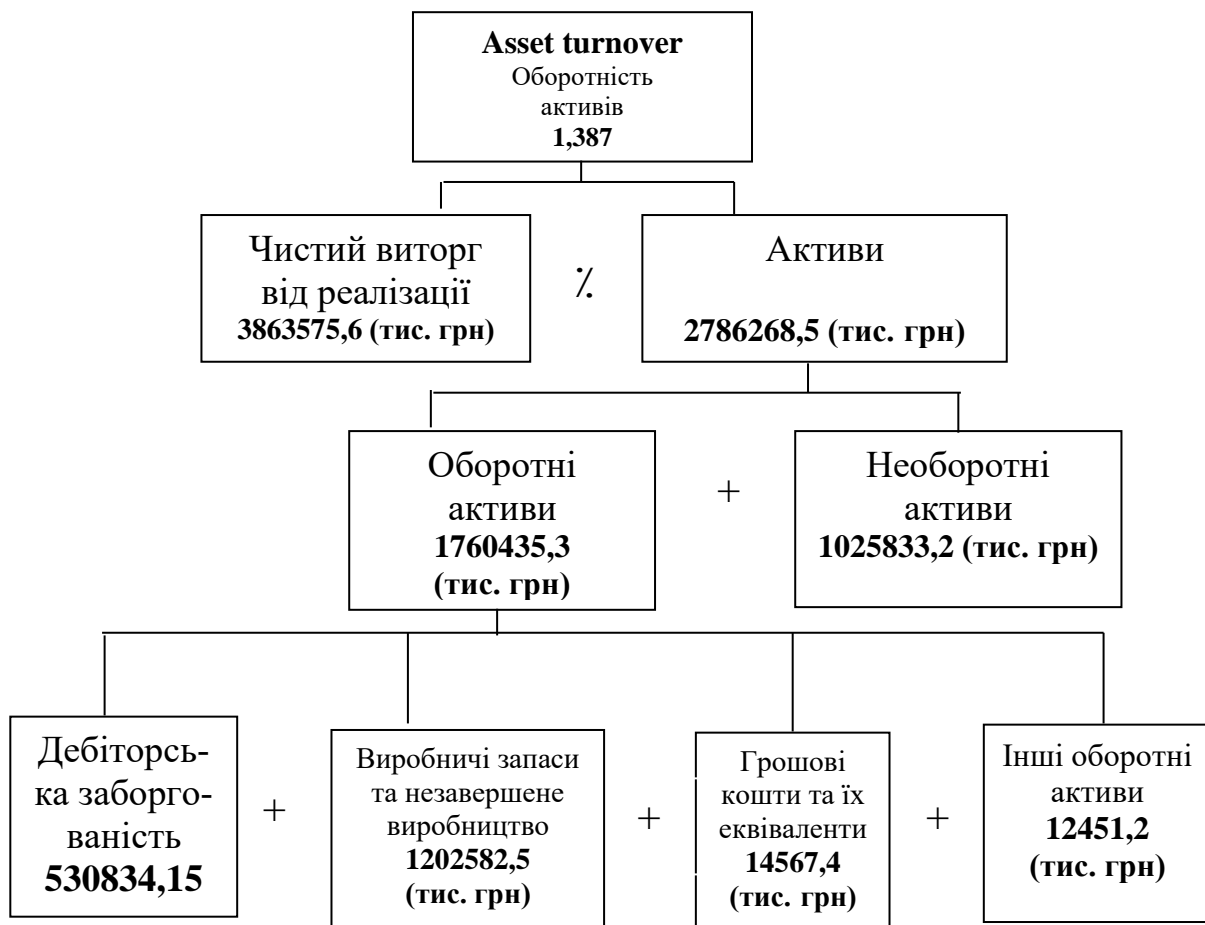 Asset turnover
Оборотність
активів
1,387
Чистий виторг
від реалізації
3863575,6 (тис. грн)
٪
Активи
2786268,5 (тис. грн)
Оборотні
активи
1760435,3
(тис. грн)
+
Необоротні
активи
1025833,2 (тис. грн)
Дебіторсь-
ка заборго-
ваність
530834,15
+
Виробничі запаси
та незавершене
виробництво
1202582,5
(тис. грн)
+
Грошові
кошти та їх
еквіваленти
14567,4
(тис. грн)
+
Інші оборотні
активи
12451,2
(тис. грн)